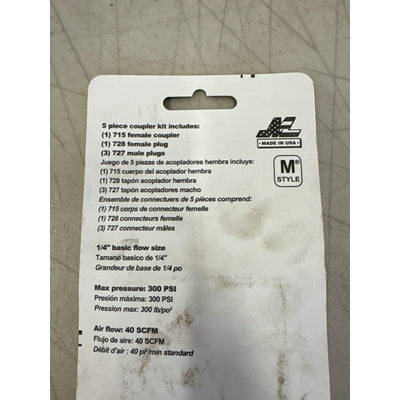 5 piece coupler kit includes:
(1) 715 female coupler
(1) 728 female plug
(3) 727 male plugs
Juego de 5 piezas de acopladores hembra incluye:
(1) 715 cuerpo del acoplador hembra
(1) 728 tapón acopladores hembra
(3) 727 tapón acopladores macho
Ensemble de connecteurs de 5 pièces comprend:
(1) 715 corps de connecteur femelle
(1) 728 connecteurs femelle
(3) 727 connecteur mâles
1/4" basic flow size
Tamano basico de 1/4"
Grandeur de base de 1/4 po
Max pressure: 300 PSI
Presión máxima: 300 PSI
Pression max: 300 lb/po²
Air flow: 40 SCFM
Flujo de aire: 40 SCFM
Débit d'air : 40 pi³/min standard
• MADE IN USA •
M®
STYLE